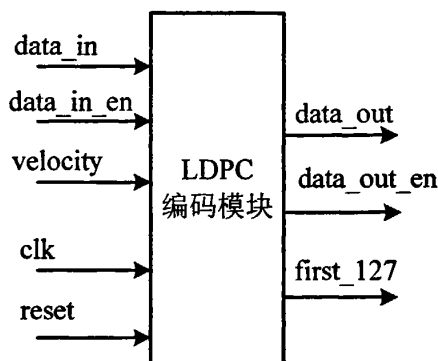 data_in
data_in_en
velocity
clk
reset
LDPC
编码模块
data_out
data_out_en
first_127